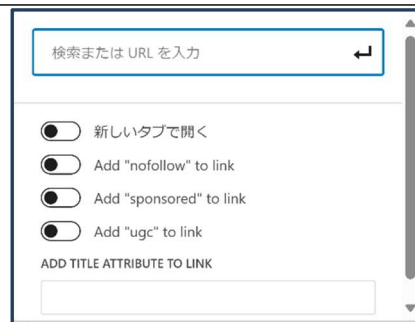 検索または URL を入力
新しいタブで開く
Add "nofollow" to link
Add "sponsored" to link
Add "ugc" to link
ADD TITLE ATTRIBUTE TO LINK